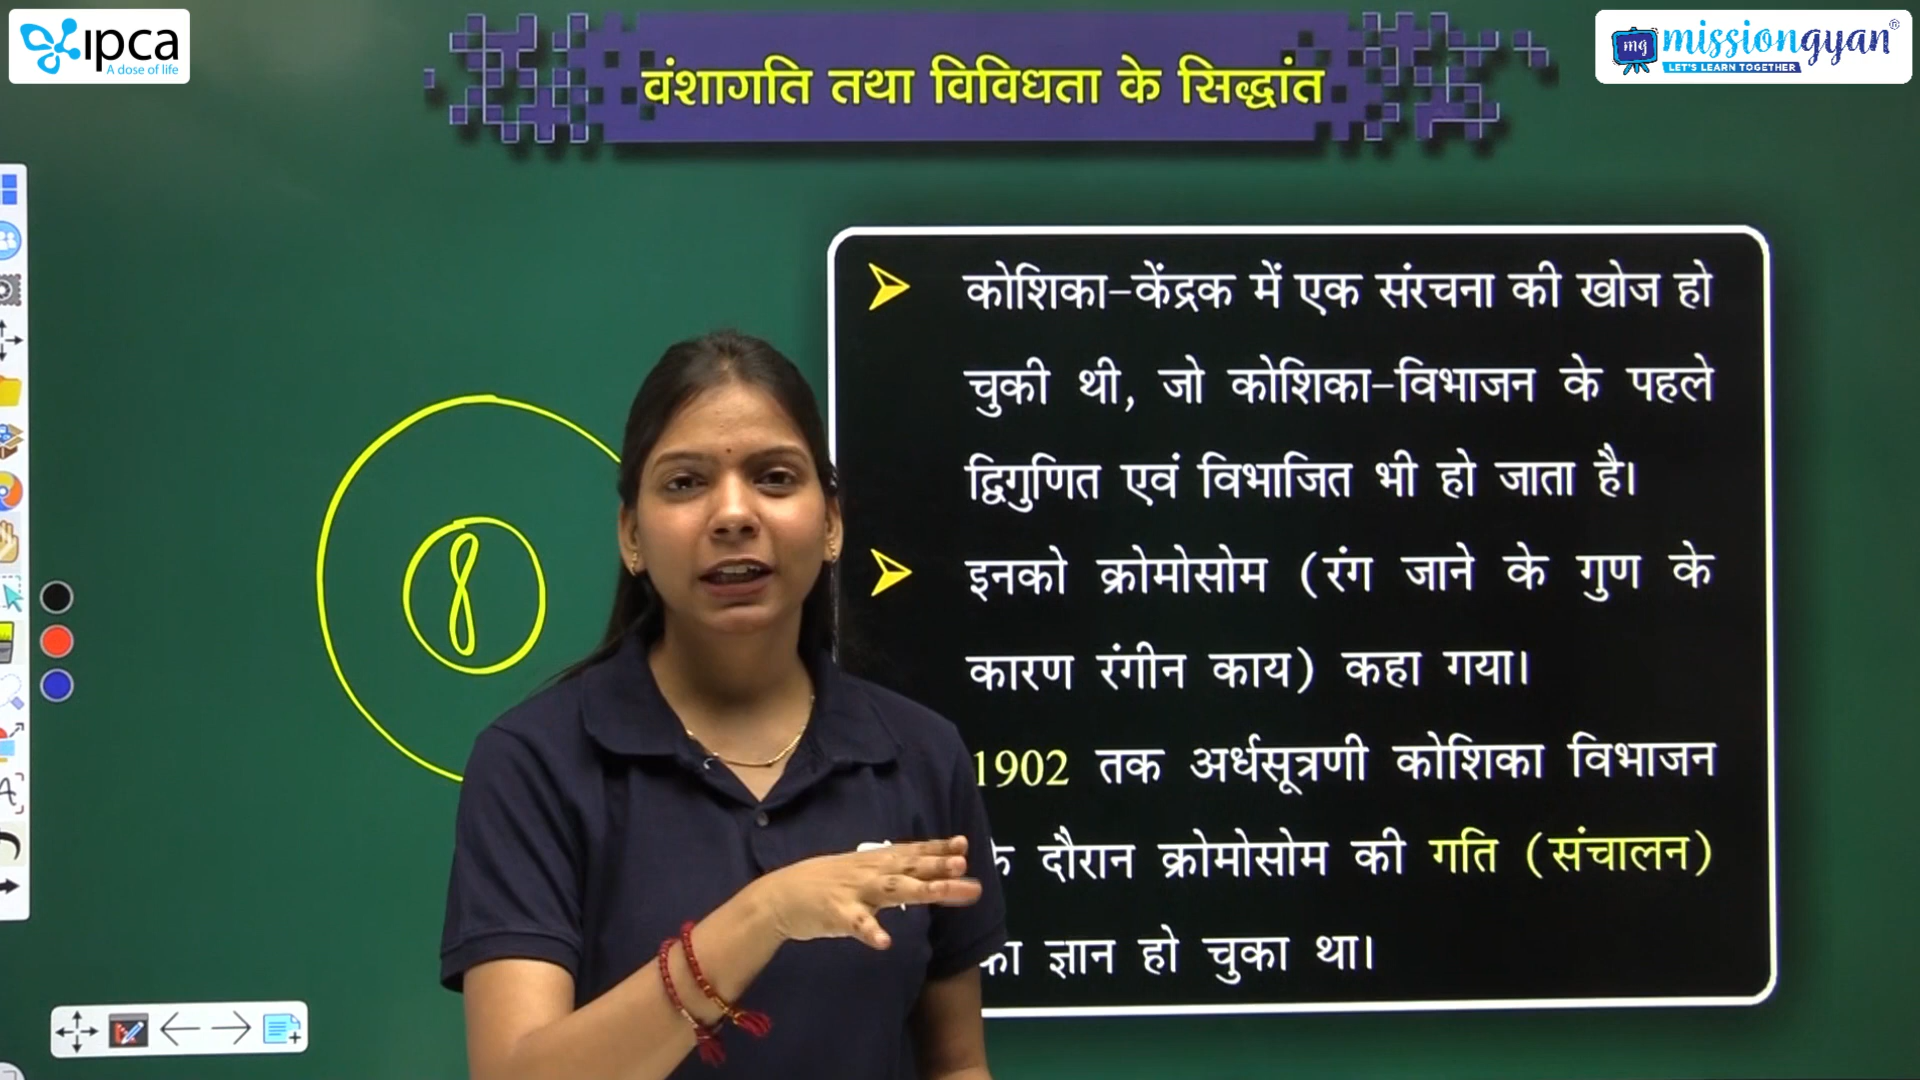 ipca
A dose of life
वंशागति तथा विविधता के सिद्धांत
mg missiongyan
LET'S LEARN TOGETHER
कोशिका-केंद्रक में एक संरचना की खोज हो
चुकी थी, जो कोशिका-विभाजन के पहले
द्विगुणित एवं विभाजित भी हो जाता है।
इनको क्रोमोसोम (रंग जाने के गुण के
कारण रंगीन काय) कहा गया।
1902 तक अर्धसूत्रणी कोशिका विभाजन
के दौरान क्रोमोसोम की गति (संचालन)
का ज्ञान हो चुका था।